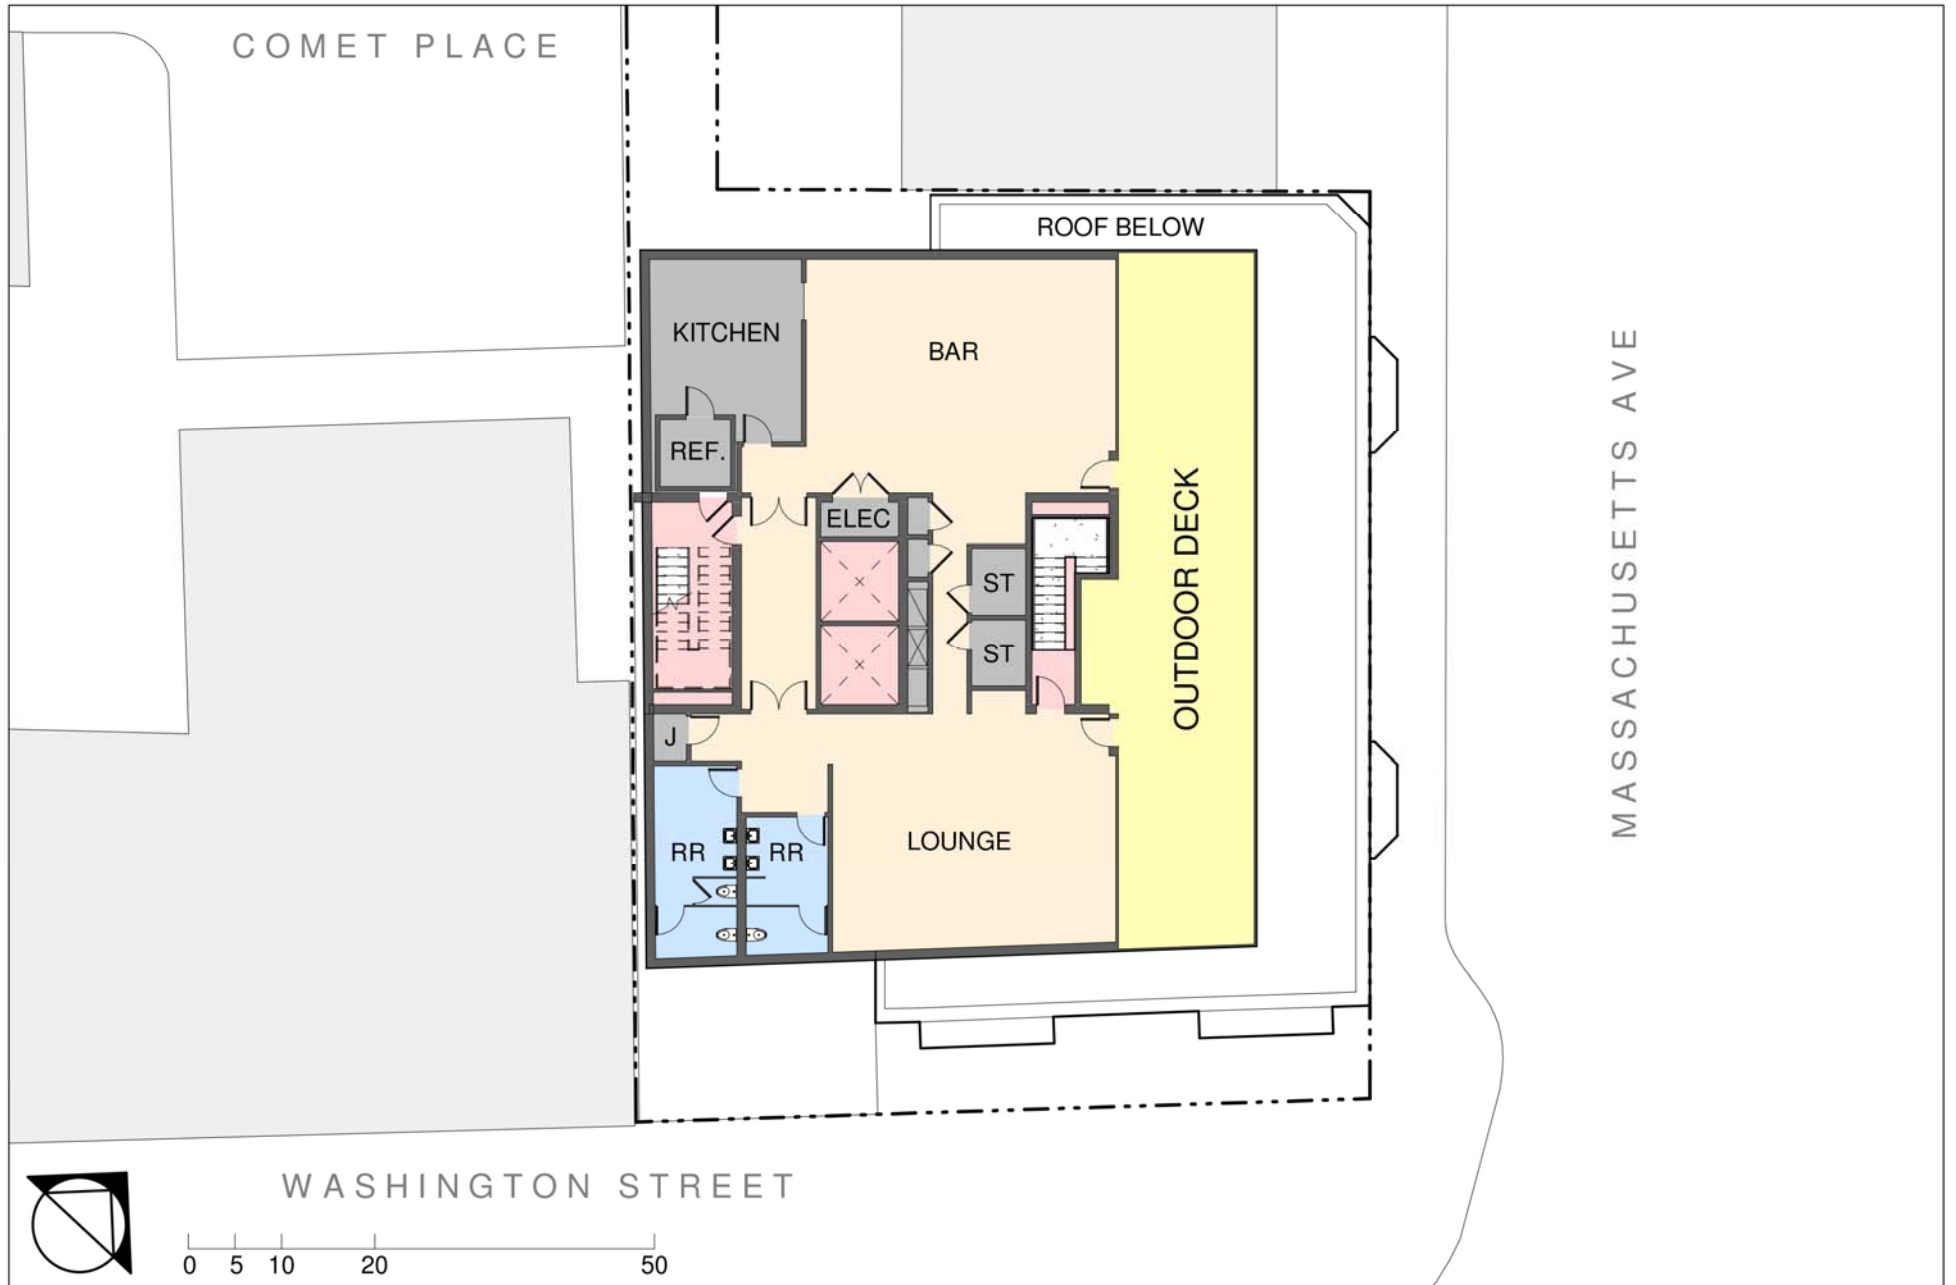 COMET PLACE
ROOF BELOW
KITCHEN
BAR
REF.
ELEC
ST
ST
OUTDOOR DECK
MASSACHUSETTS AVE
J
RR
RR
LOUNGE
WASHINGTON STREET
0 5 10 20 50